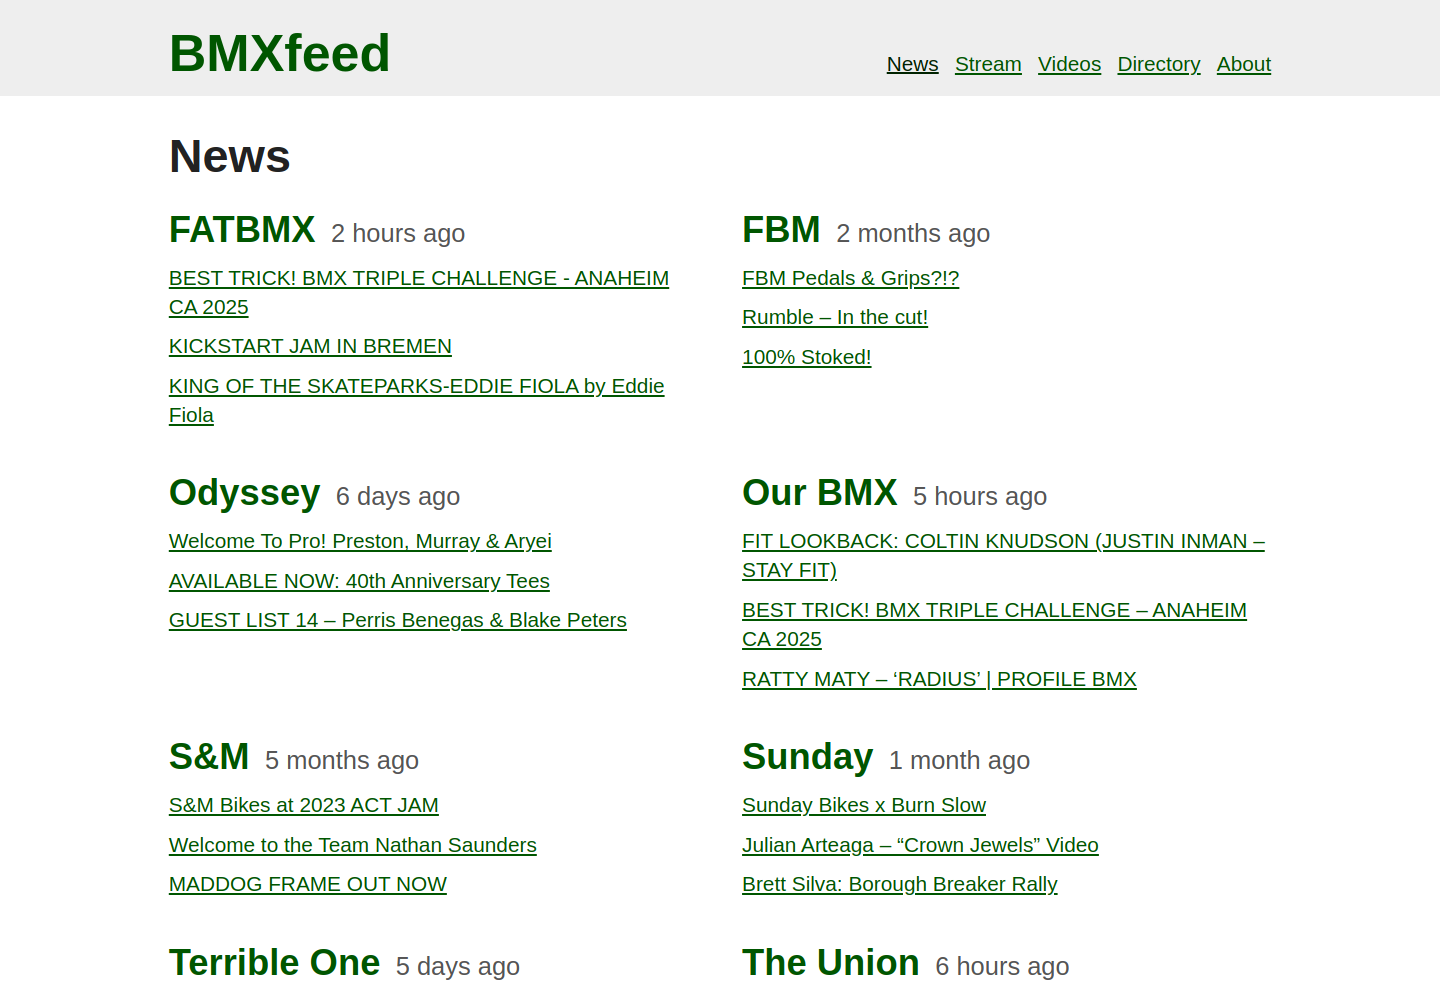 BMXfeed
News Stream Videos Directory About
News
FATBMX 2 hours ago
BEST TRICK! BMX TRIPLE CHALLENGE - ANAHEIM
CA 2025
KICKSTART JAM IN BREMEN
KING OF THE SKATEPARKS-EDDIE FIOLA by Eddie
Fiola
FBM 2 months ago
FBM Pedals & Grips?!?
Rumble – In the cut!
100% Stoked!
Odyssey 6 days ago
Welcome To Pro! Preston, Murray & Aryei
AVAILABLE NOW: 40th Anniversary Tees
GUEST LIST 14 – Perris Benegas & Blake Peters
Our BMX 5 hours ago
FIT LOOKBACK: COLTIN KNUDSON (JUSTIN INMAN –
STAY FIT)
BEST TRICK! BMX TRIPLE CHALLENGE – ANAHEIM
CA 2025
RATTY MATY – ‘RADIUS’ | PROFILE BMX
S&M 5 months ago
S&M Bikes at 2023 ACT JAM
Welcome to the Team Nathan Saunders
MADDOG FRAME OUT NOW
Sunday 1 month ago
Sunday Bikes x Burn Slow
Julian Arteaga – “Crown Jewels” Video
Brett Silva: Borough Breaker Rally
Terrible One 5 days ago
The Union 6 hours ago